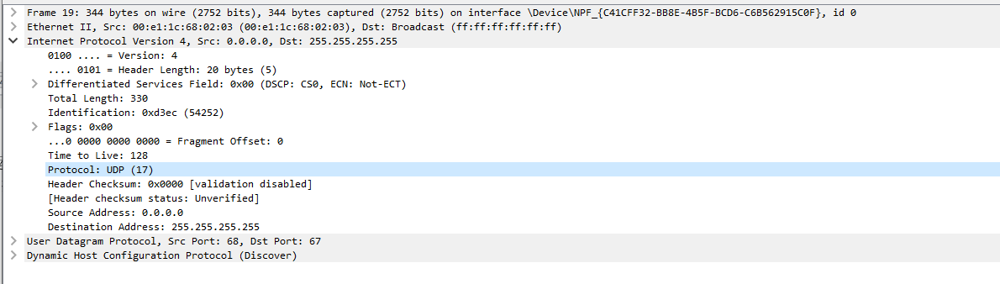 Frame 19: 344 bytes on wire (2752 bits), 344 bytes captured (2752 bits) on interface \Device\NPF_{C41CFF32-BB8E-4B5F-BCD6-C6B562915C0F}, id 0
Ethernet II, Src: 00:e1:1c:68:02:03 (00:e1:1c:68:02:03), Dst: Broadcast (ff:ff:ff:ff:ff:ff)
Internet Protocol Version 4, Src: 0.0.0.0, Dst: 255.255.255.255
0100 .... = Version: 4
.... 0101 = Header Length: 20 bytes (5)
Differentiated Services Field: 0x00 (DSCP: CS0, ECN: Not-ECT)
Total Length: 330
Identification: 0xd3ec (54252)
Flags: 0x00
...0 0000 0000 0000 = Fragment Offset: 0
Time to Live: 128
Protocol: UDP (17)
Header Checksum: 0x0000 [validation disabled]
[Header checksum status: Unverified]
Source Address: 0.0.0.0
Destination Address: 255.255.255.255
User Datagram Protocol, Src Port: 68, Dst Port: 67
Dynamic Host Configuration Protocol (Discover)